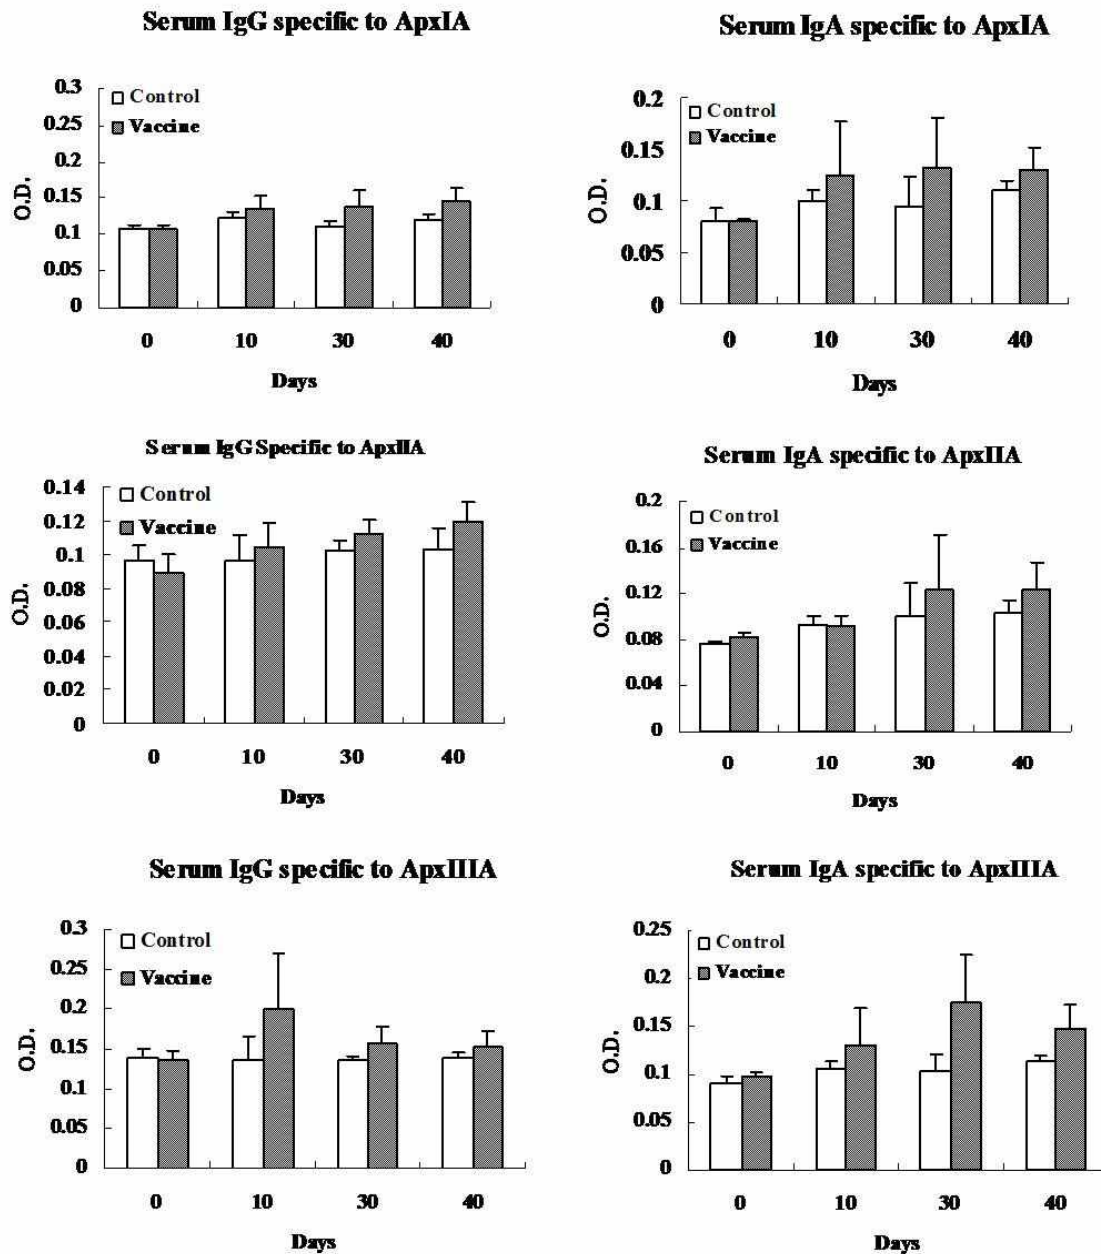 Serum IgG specific to ApxIA
0.3
0.25
0.2
0.15
0.1
0.05
0
O.D.
Control
Vaccine
0 10 30 40
Days
Serum IgA specific to ApxIA
0.2
0.15
0.1
0.05
0
O.D.
Control
Vaccine
0 10 30 40
Days
Serum IgG Specific to ApxIIA
0.14
0.12
0.1
0.08
0.06
0.04
0.02
0
O.D.
Control
Vaccine
0 10 30 40
Days
Serum IgA specific to ApxIIA
0.2
0.16
0.12
0.08
0.04
0
O.D.
Control
Vaccine
0 10 30 40
Days
Serum IgG specific to ApxIIIA
0.3
0.25
0.2
0.15
0.1
0.05
0
O.D.
Control
Vaccine
0 10 30 40
Days
Serum IgA specific to ApxIIIA
0.25
0.2
0.15
0.1
0.05
0
O.D.
Control
Vaccine
0 10 30 40
Days